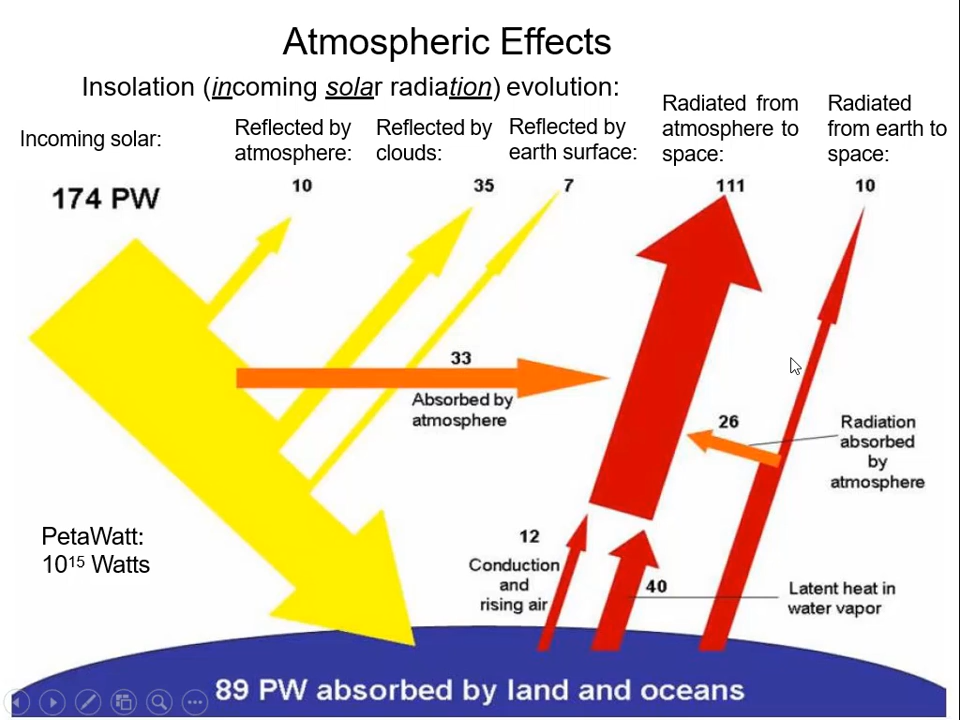 Atmospheric Effects
Insolation (incoming solar radiation) evolution:
Incoming solar:
Reflected by
atmosphere:
Reflected by
clouds:
Reflected by
earth surface:
Radiated from
atmosphere to
space:
Radiated
from earth to
space:
174 PW
10
35
7
111
10
33
Absorbed by
atmosphere
26
Radiation
absorbed
by
atmosphere
PetaWatt:
10¹⁵ Watts
12
Conduction
and
rising air
40
Latent heat in
water vapor
89 PW absorbed by land and oceans